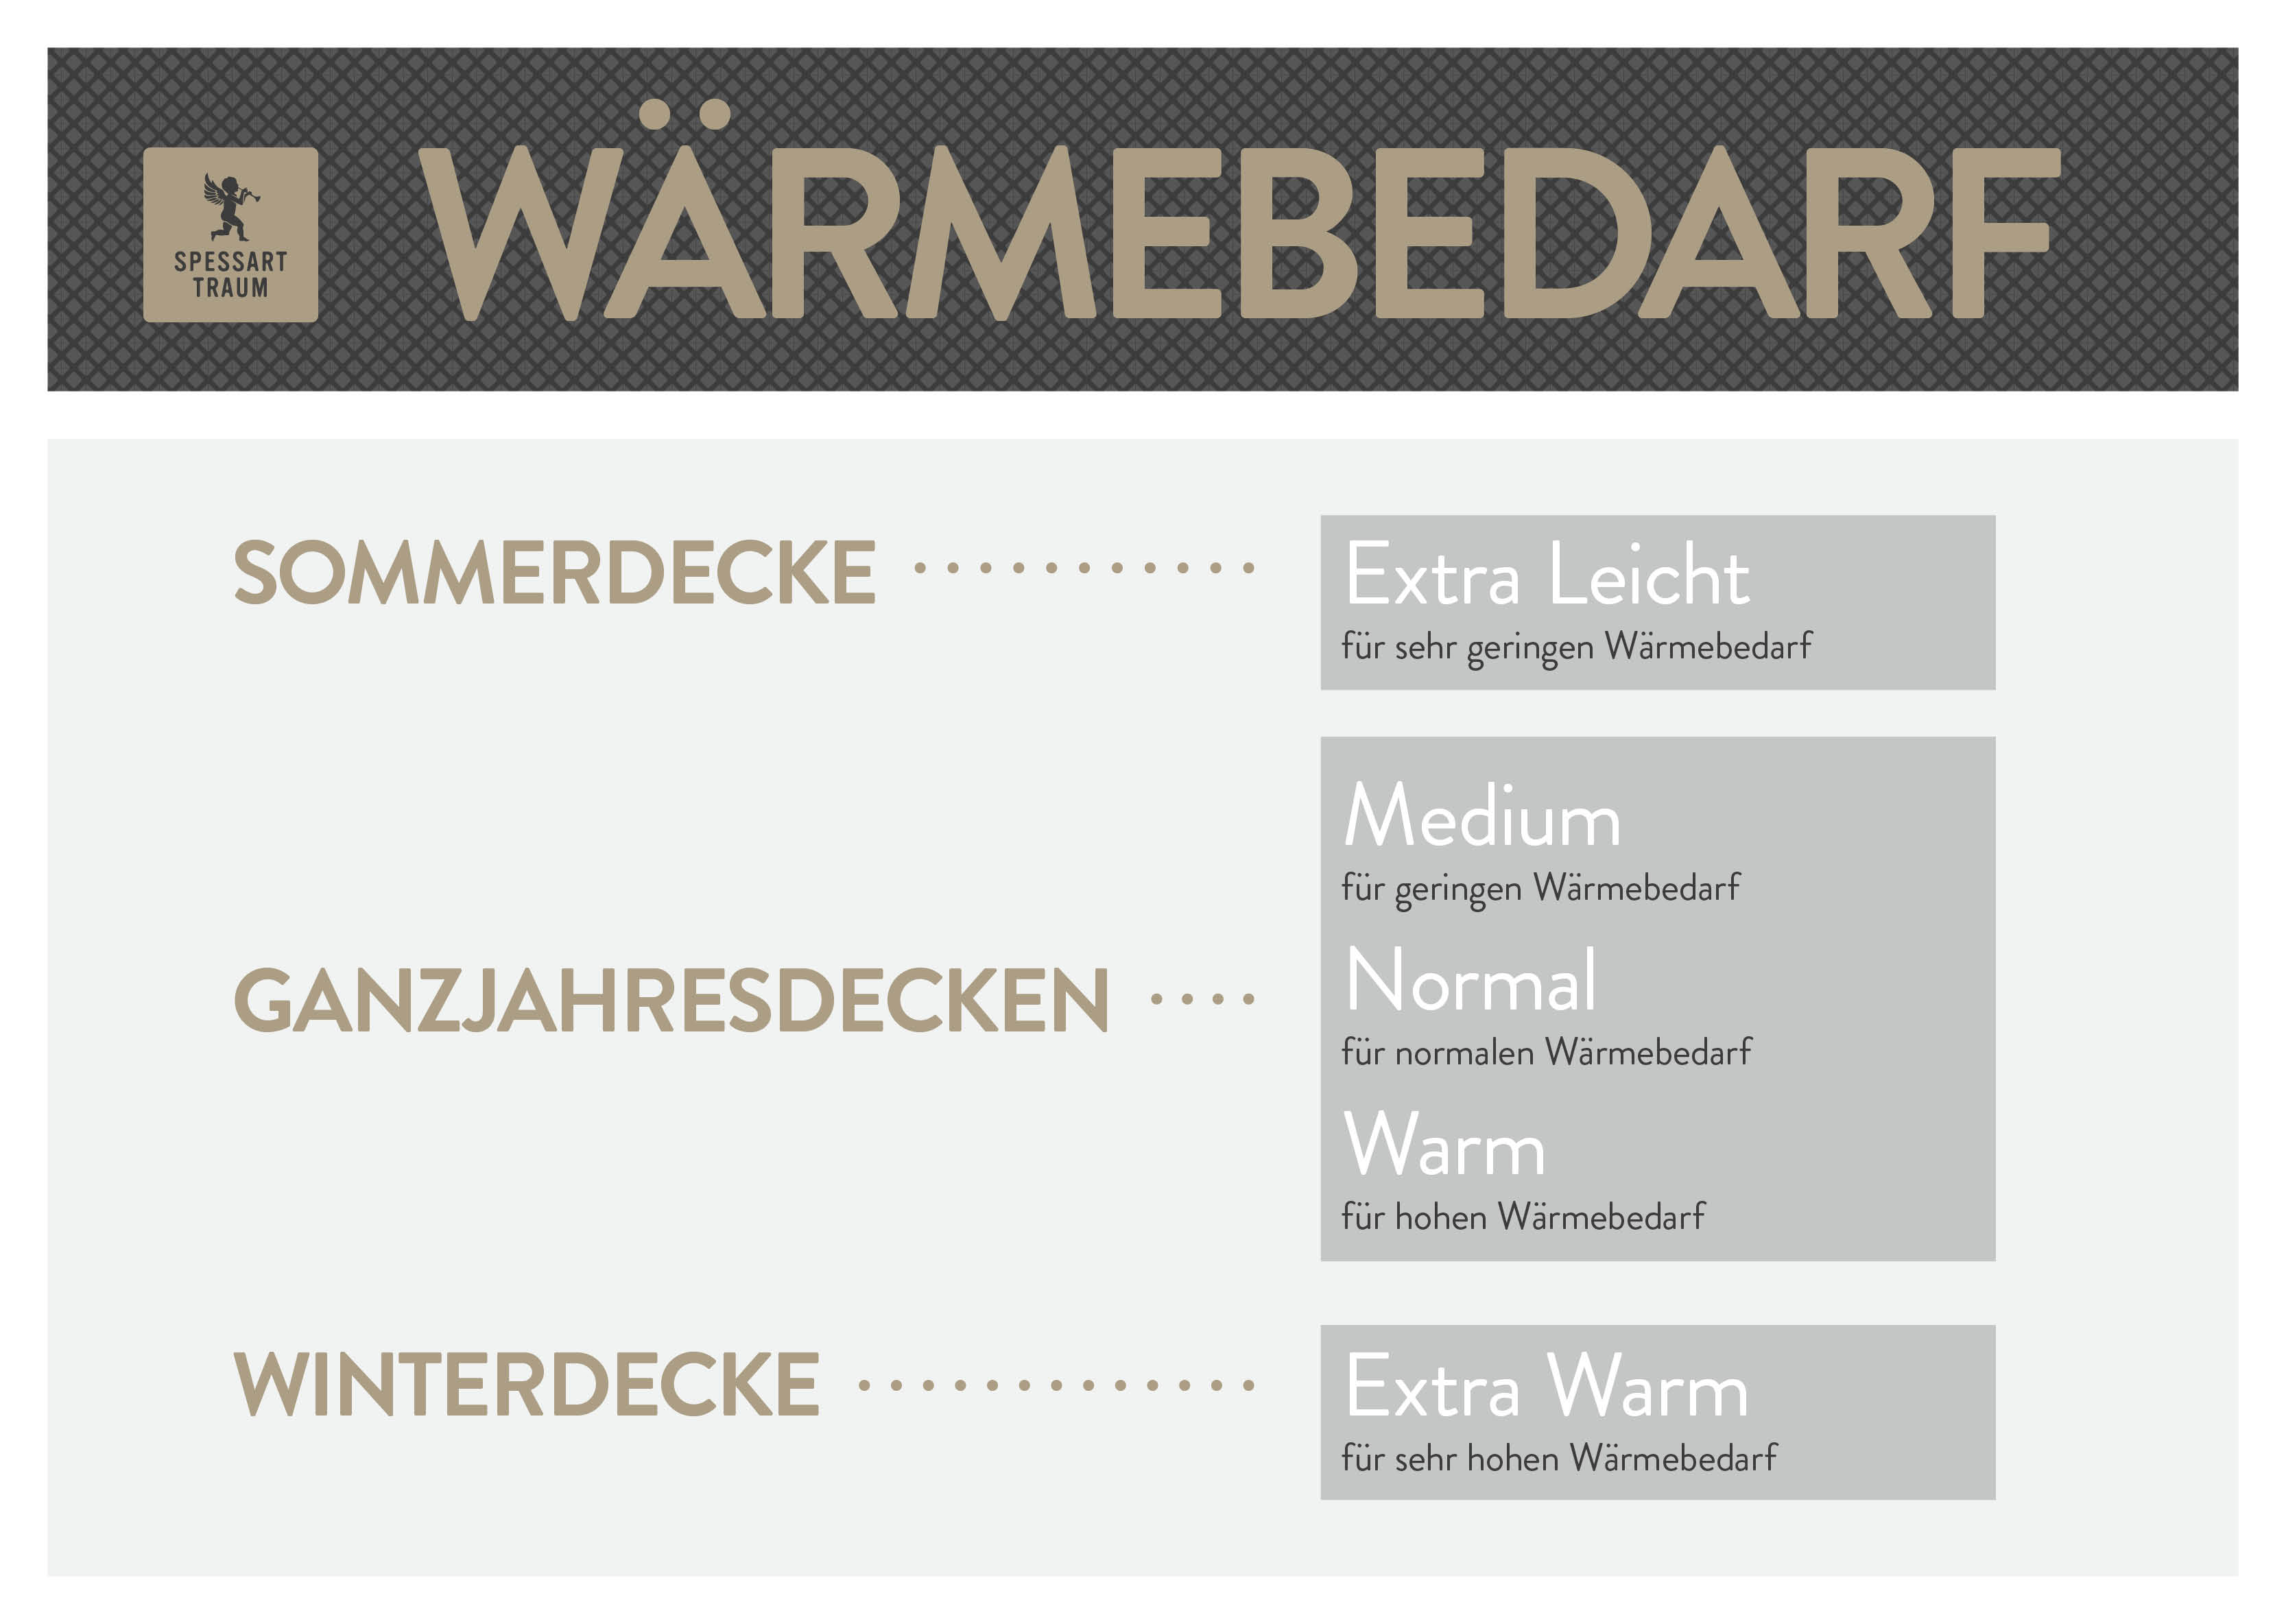 SPESSART
TRAUM
WÄRMEBEDARF
SOMMERDECKE
Extra Leicht
für sehr geringen Wärmebedarf
GANZJAHRESDECKEN
Medium
für geringen Wärmebedarf
Normal
für normalen Wärmebedarf
Warm
für hohen Wärmebedarf
WINTERDECKE
Extra Warm
für sehr hohen Wärmebedarf